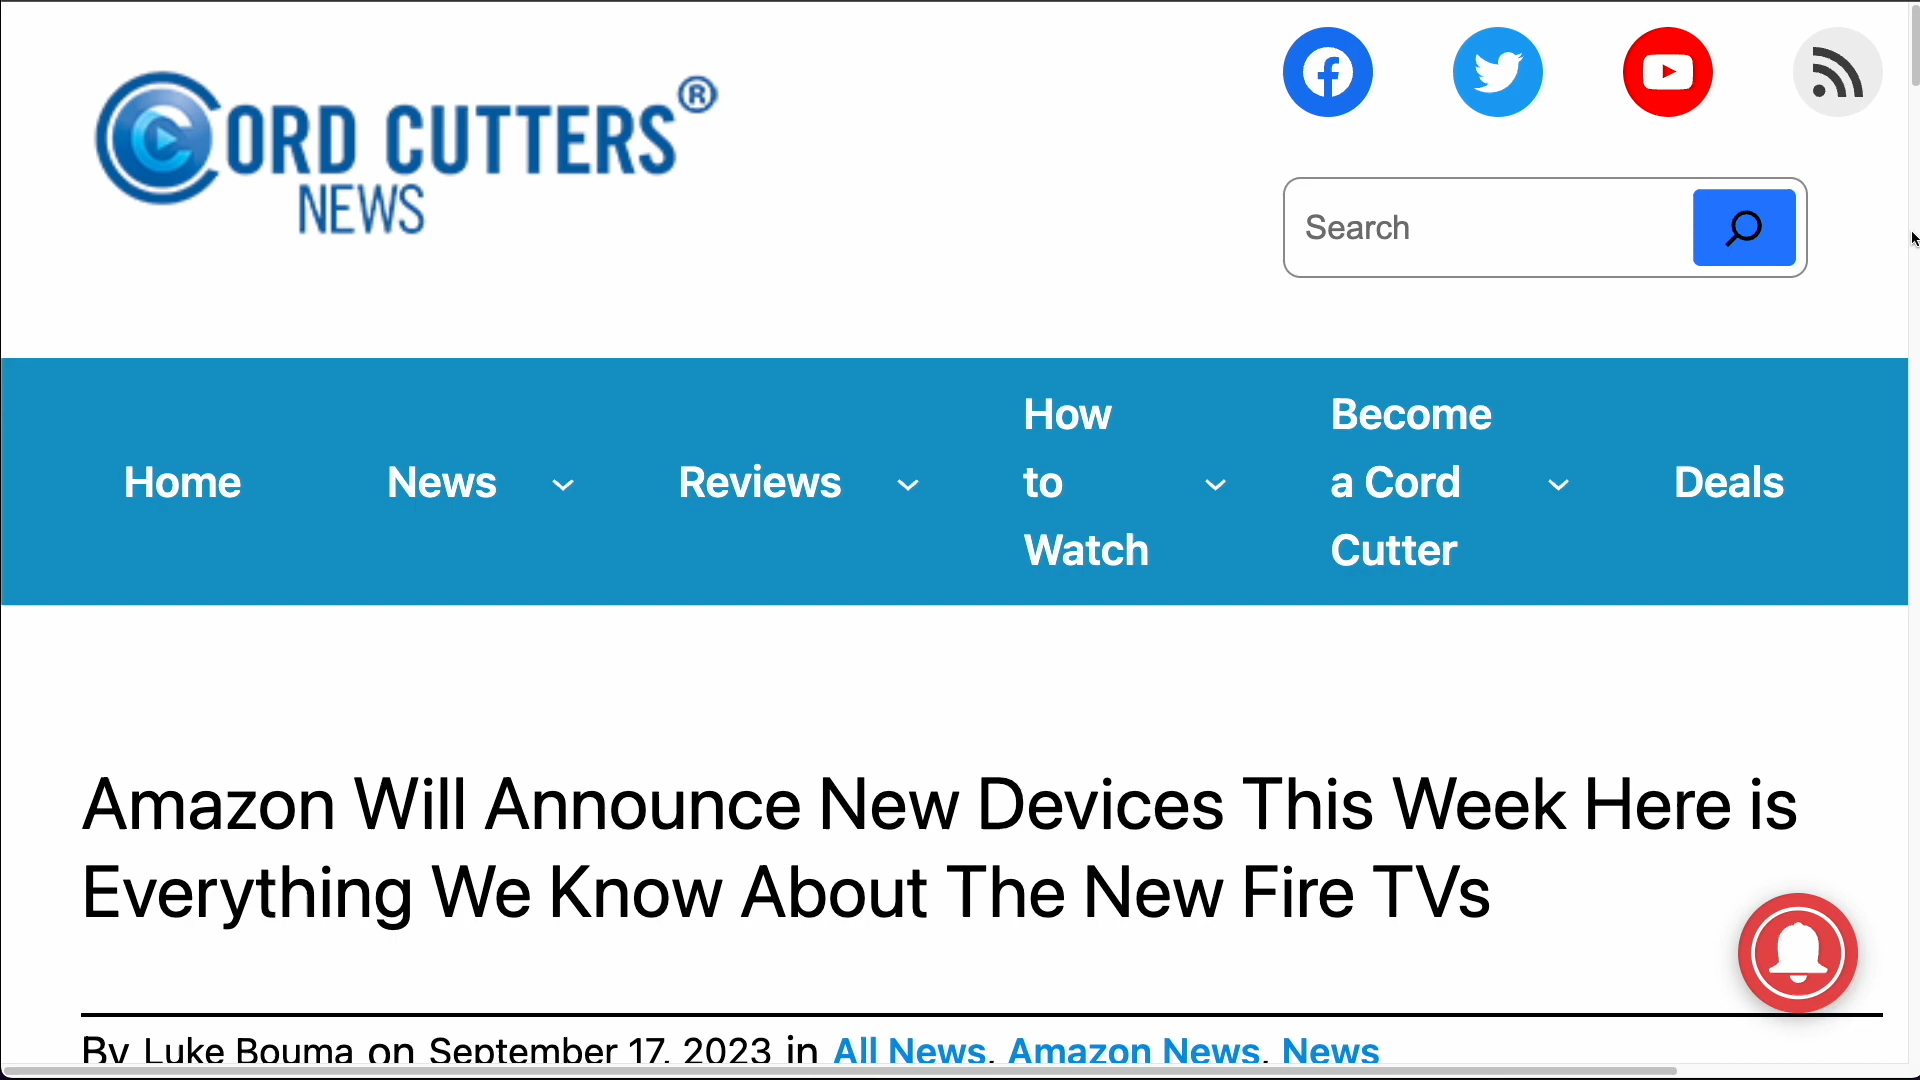 CORD CUTTERS®
NEWS
Search
Home
News
Reviews
How
to
Watch
Become
a Cord
Cutter
Deals
Amazon Will Announce New Devices This Week Here is
Everything We Know About The New Fire TVs
By Luke Bouma on September 17, 2023 in All News, Amazon News, News